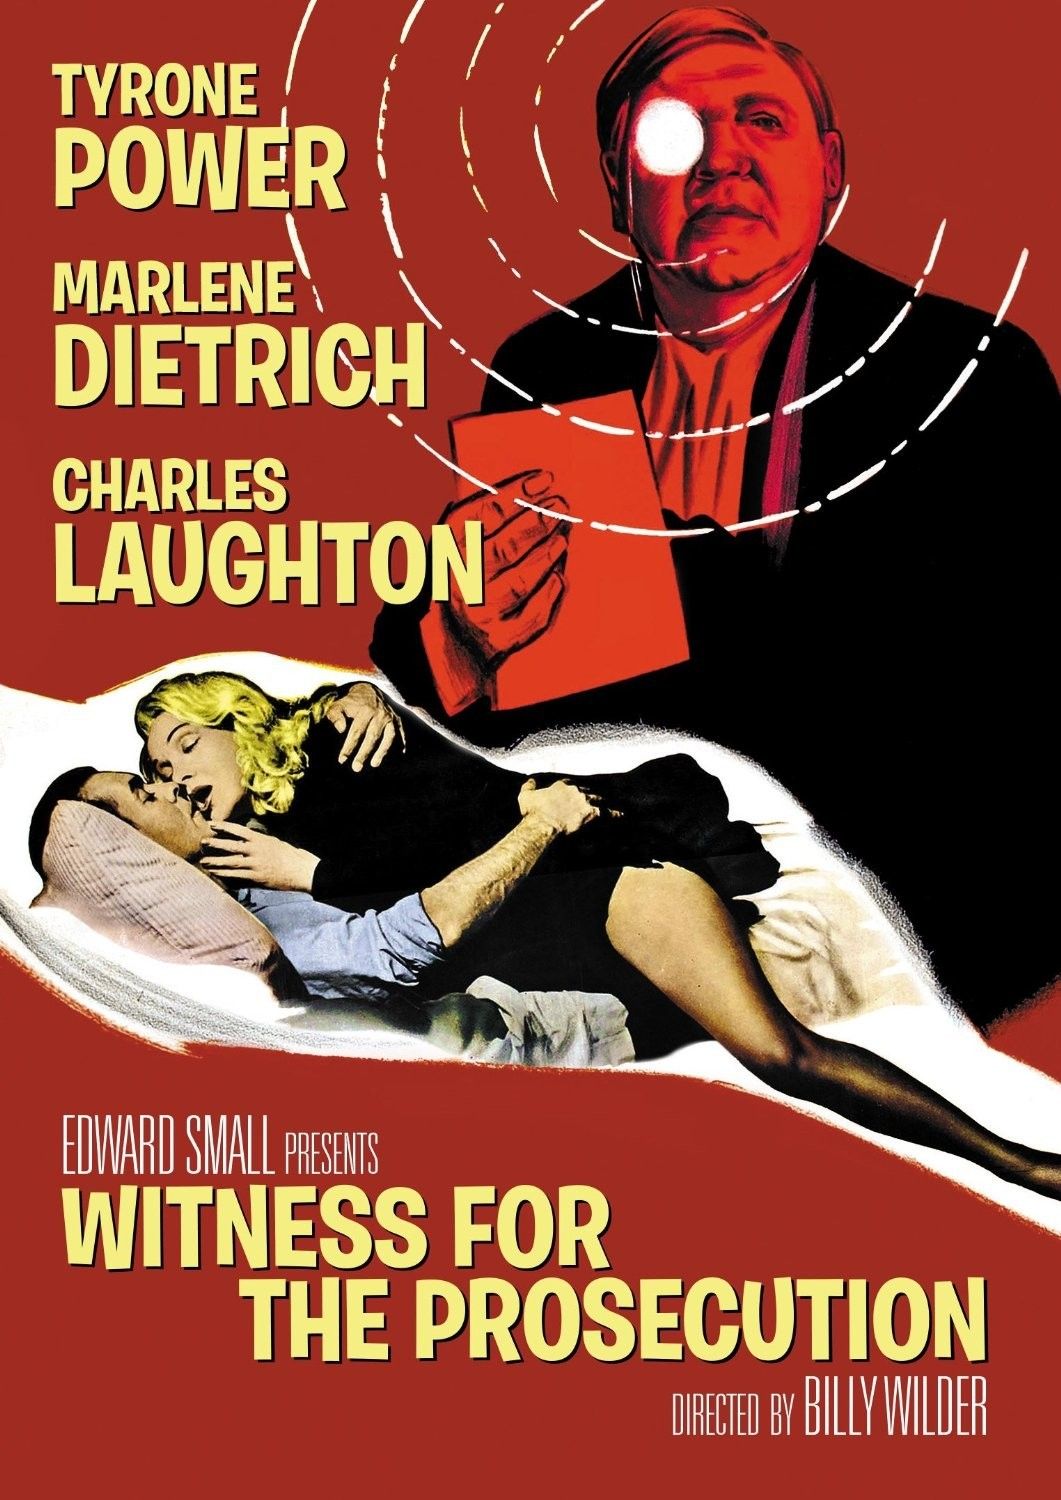 TYRONE
POWER
MARLENE
DIETRICH
CHARLES
LAUGHTON
EDWARD SMALL PRESENTS
WITNESS FOR
THE PROSECUTION
DIRECTED BY BILLY WILDER